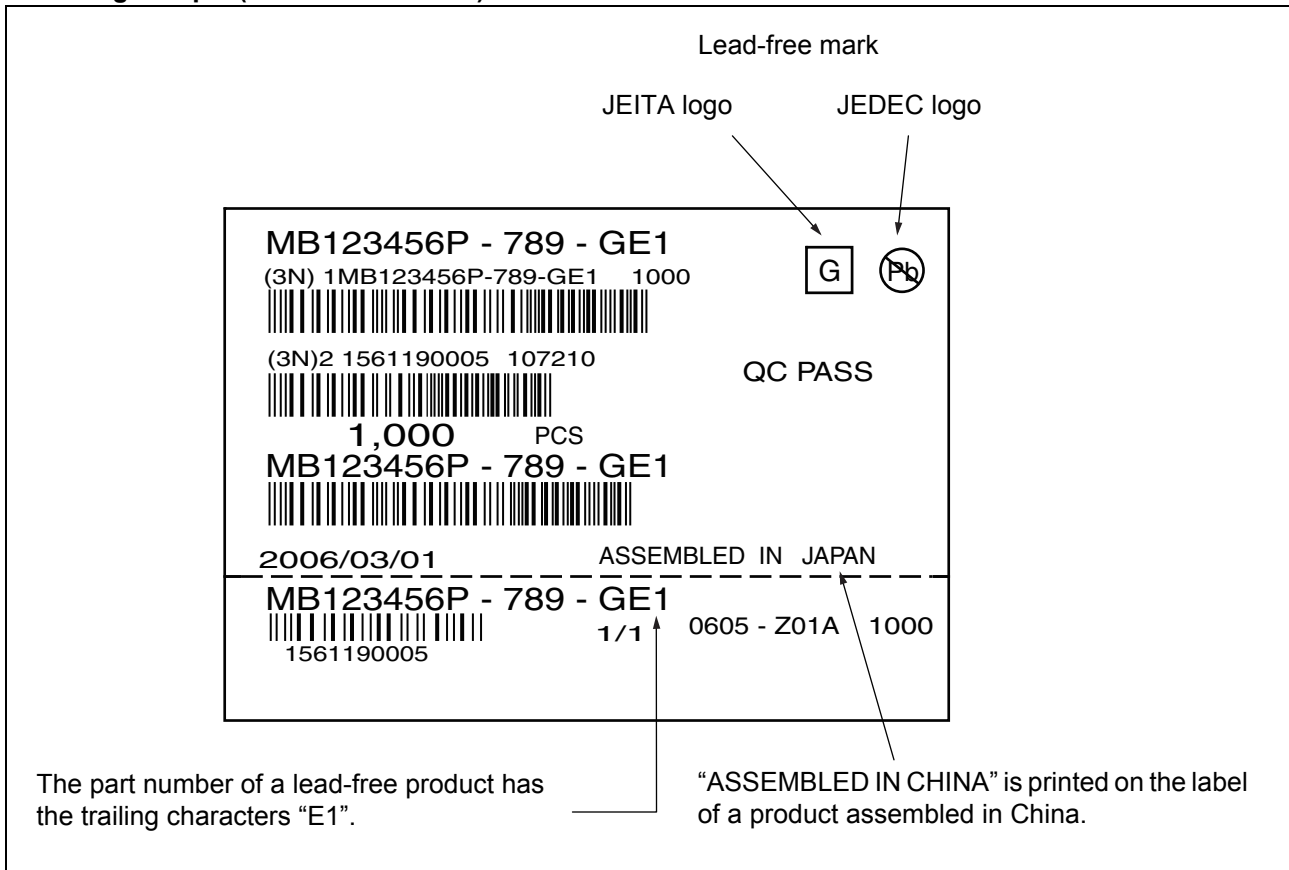 Lead-free mark
JEITA logo JEDEC logo
MB123456P - 789 - GE1
(3N) 1MB123456P-789-GE1 1000
G Pb
(3N)2 1561190005 107210
QC PASS
1,000 PCS
MB123456P - 789 - GE1
2006/03/01 ASSEMBLED IN JAPAN
MB123456P - 789 - GE1
1/1 0605 - Z01A 1000
1561190005
The part number of a lead-free product has
the trailing characters “E1”.
“ASSEMBLED IN CHINA” is printed on the label
of a product assembled in China.